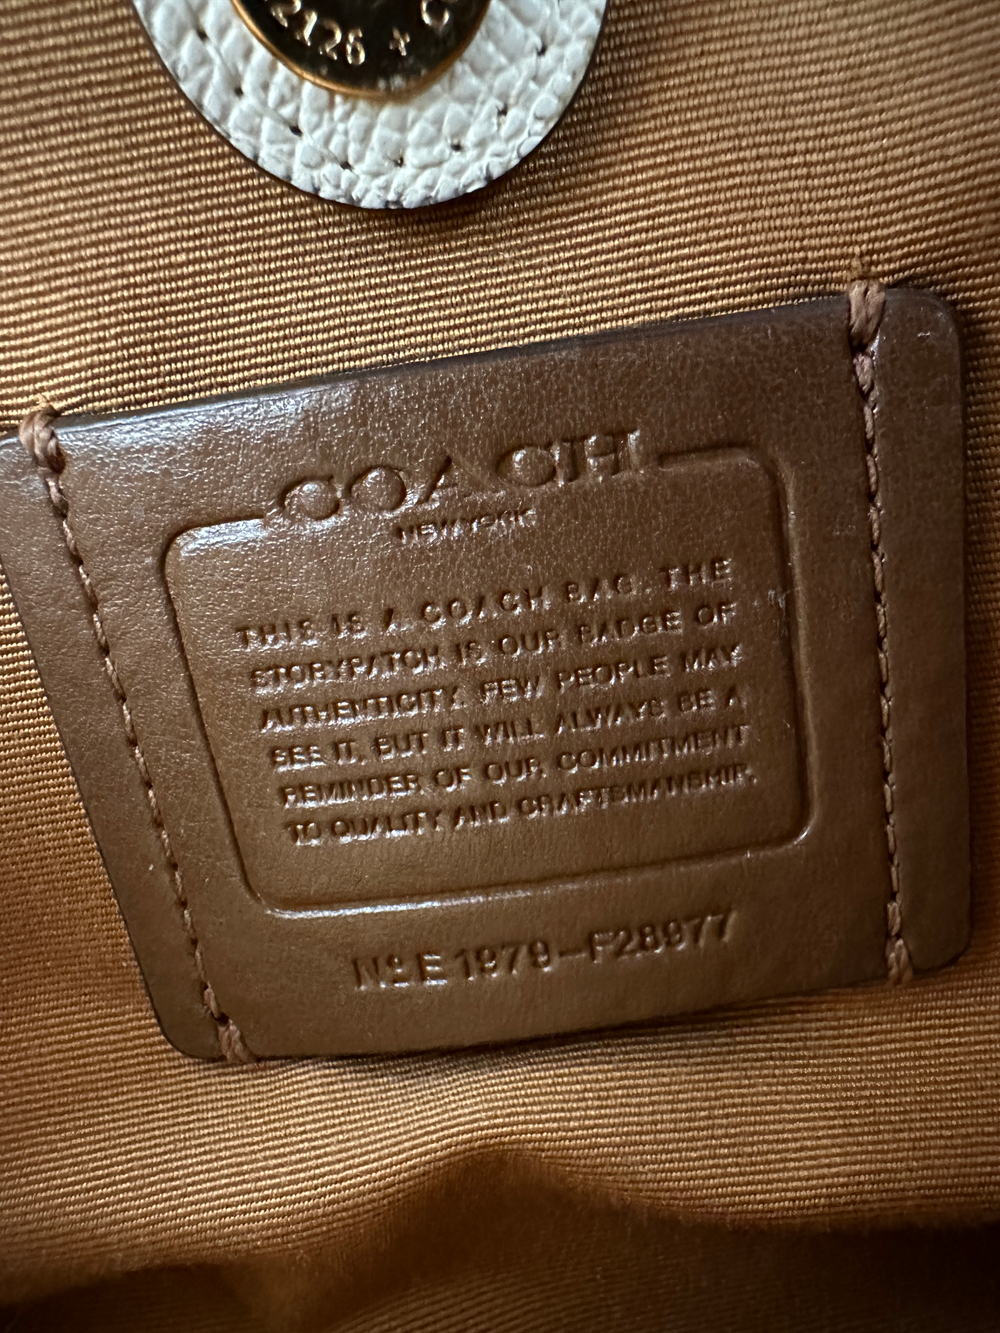 2126 + C
COACH
NEW YORK
THIS IS A COACH BAG. THE
STORYPATCH IS OUR BADGE OF
AUTHENTICITY. FEW PEOPLE MAY
SEE IT, BUT IT WILL ALWAYS BE A
REMINDER OF OUR COMMITMENT
TO QUALITY AND CRAFTSMANSHIP.
Nº E1979-F28977